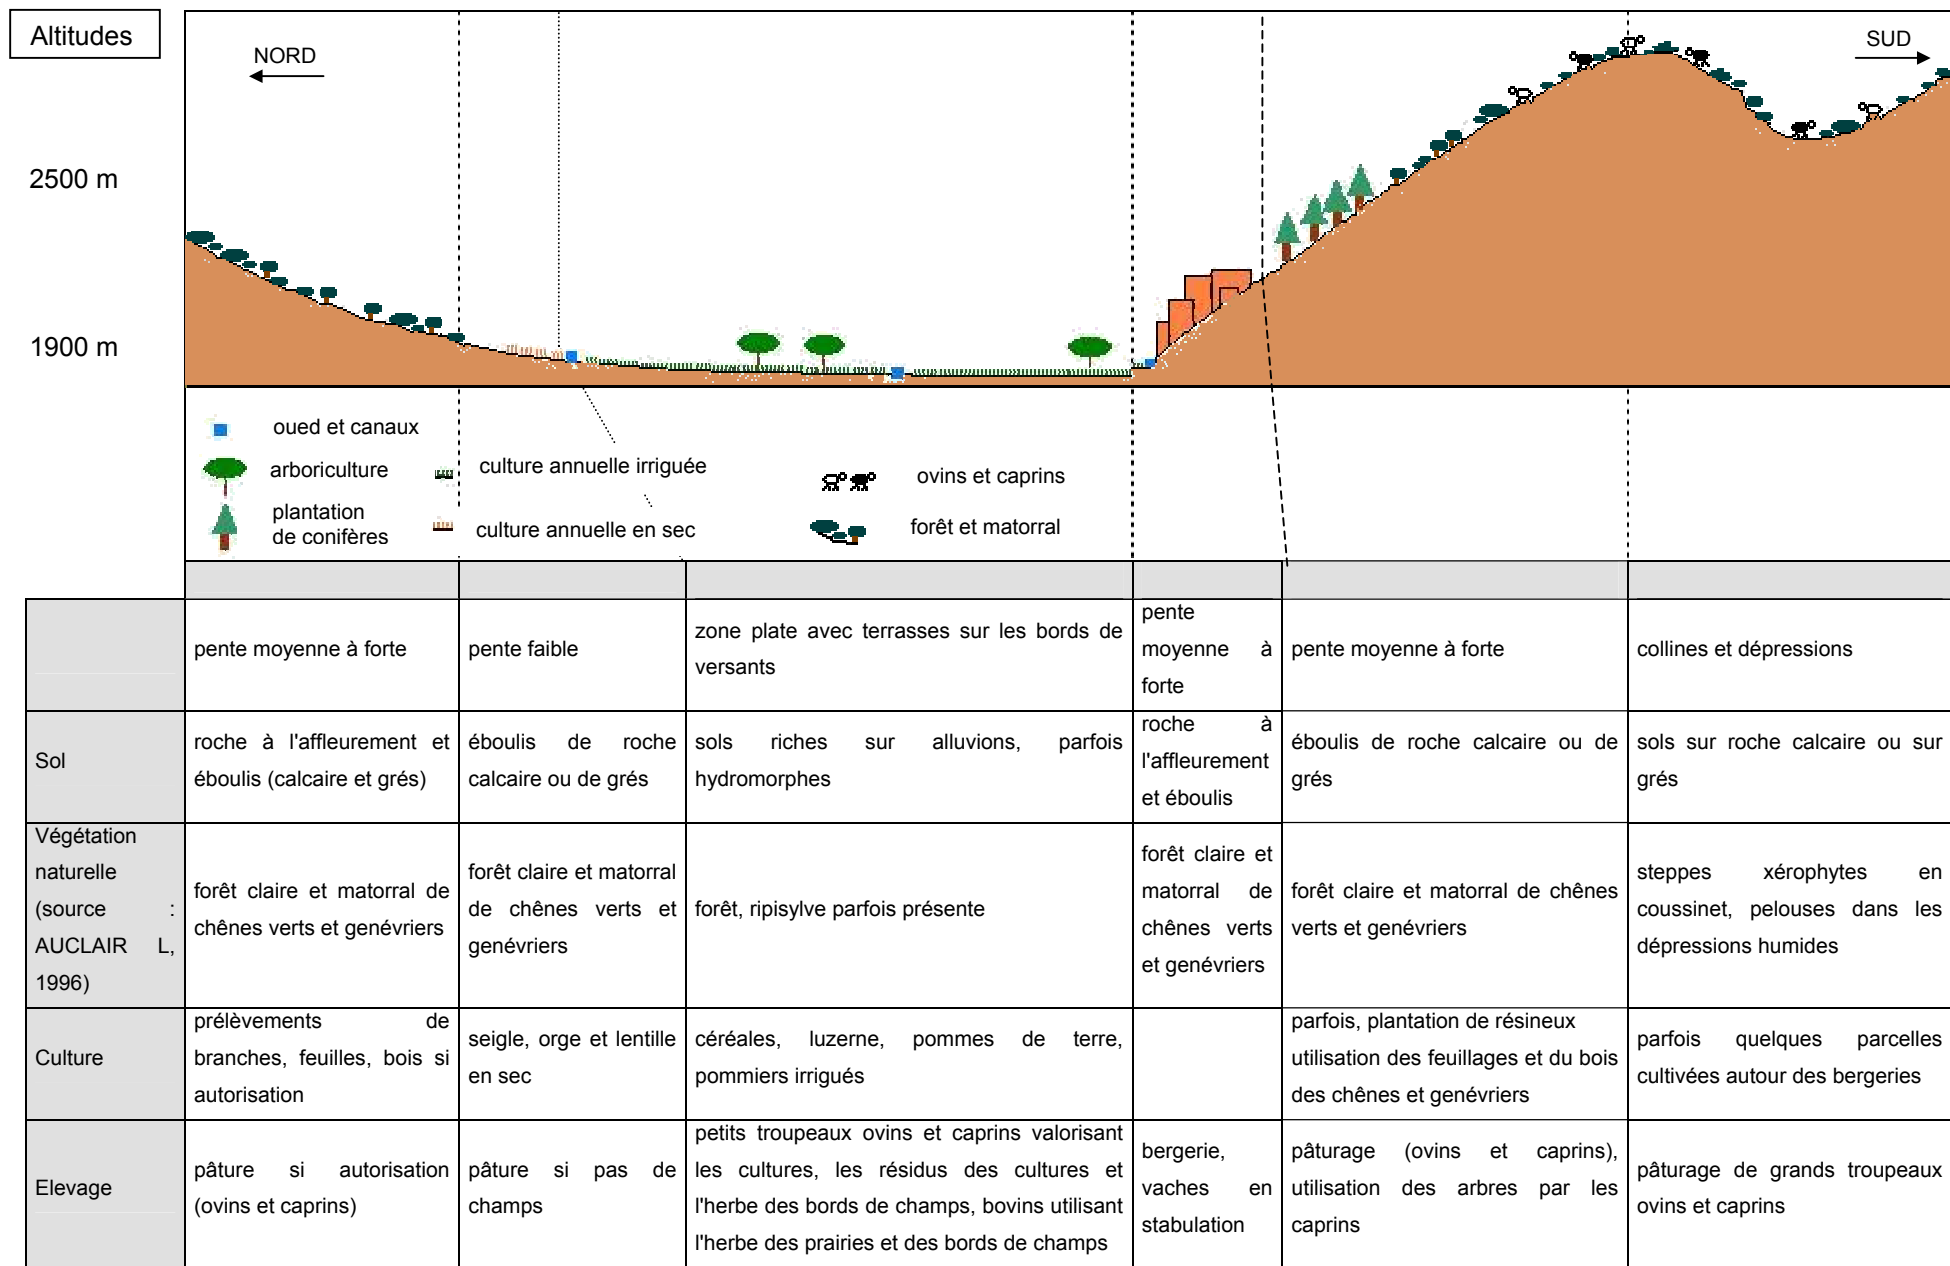 Altitudes
NORD
SUD
2500 m
1900 m
oued et canaux
arboriculture
culture annuelle irriguée
ovins et caprins
plantation
de conifères
culture annuelle en sec
forêt et matorral
pente moyenne à forte
pente faible
zone plate avec terrasses sur les bords de
versants
pente
moyenne à
forte
pente moyenne à forte
collines et dépressions
Sol
roche à l'affleurement et
éboulis (calcaire et grés)
éboulis de roche
calcaire ou de grés
sols riches sur alluvions, parfois
hydromorphes
roche à
l'affleurement
et éboulis
éboulis de roche calcaire ou de
grés
sols sur roche calcaire ou sur
grés
Végétation
naturelle
(source :
AUCLAIR L,
1996)
forêt claire et matorral de
chênes verts et genévriers
forêt claire et matorral
de chênes verts et
genévriers
forêt, ripisylve parfois présente
forêt claire et
matorral de
chênes verts
et genévriers
forêt claire et matorral de chênes
verts et genévriers
steppes xérophytes en
coussinet, pelouses dans les
dépressions humides
Culture
prélèvements de
branches, feuilles, bois si
autorisation
seigle, orge et lentille
en sec
céréales, luzerne, pommes de terre,
pommiers irrigués
parfois, plantation de résineux
utilisation des feuillages et du bois
des chênes et genévriers
parfois quelques parcelles
cultivées autour des bergeries
Elevage
pâture si autorisation
(ovins et caprins)
pâture si pas de
champs
petits troupeaux ovins et caprins valorisant
les cultures, les résidus des cultures et
l'herbe des bords de champs, bovins utilisant
l'herbe des prairies et des bords de champs
bergerie,
vaches en
stabulation
pâturage (ovins et caprins),
utilisation des arbres par les
caprins
pâturage de grands troupeaux
ovins et caprins